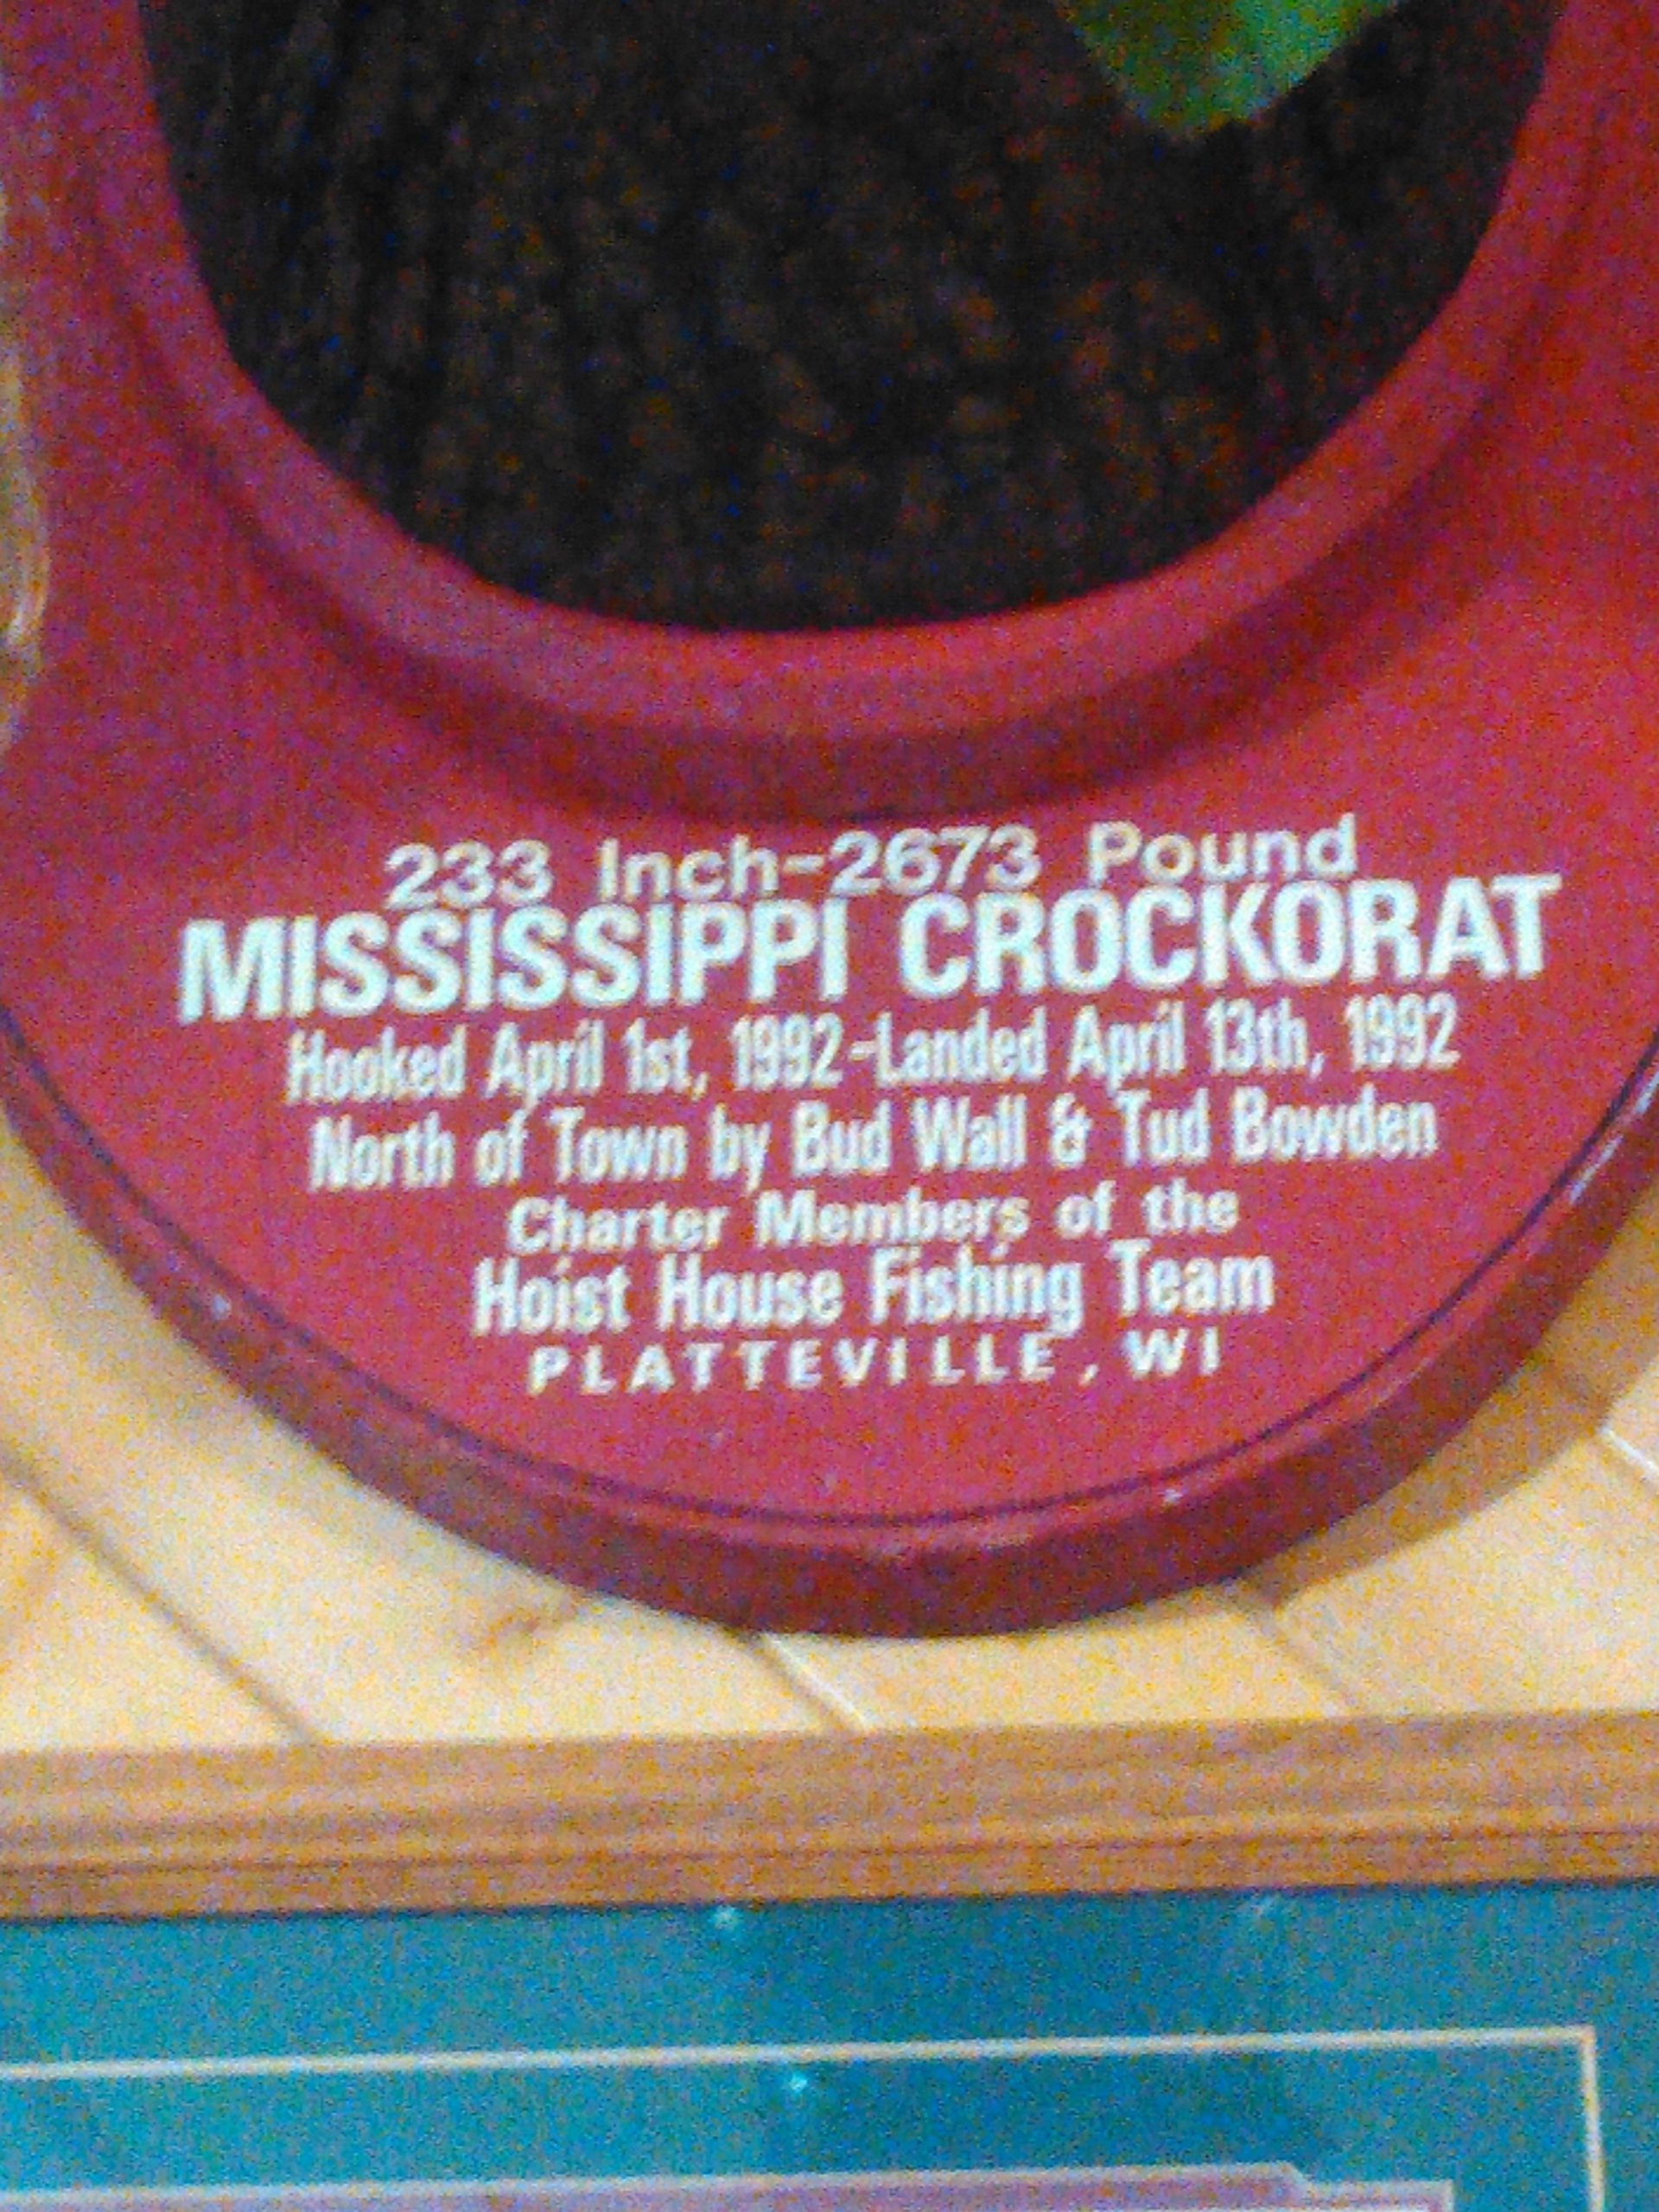 233 Inch-2673 Pound
MISSISSIPPI CROCKORAT
Hooked April 1st, 1992-Landed April 13th, 1992
North of Town by Bud Wall & Tud Bowden
Charter Members of the
Hoist House Fishing Team
PLATTEVILLE, WI